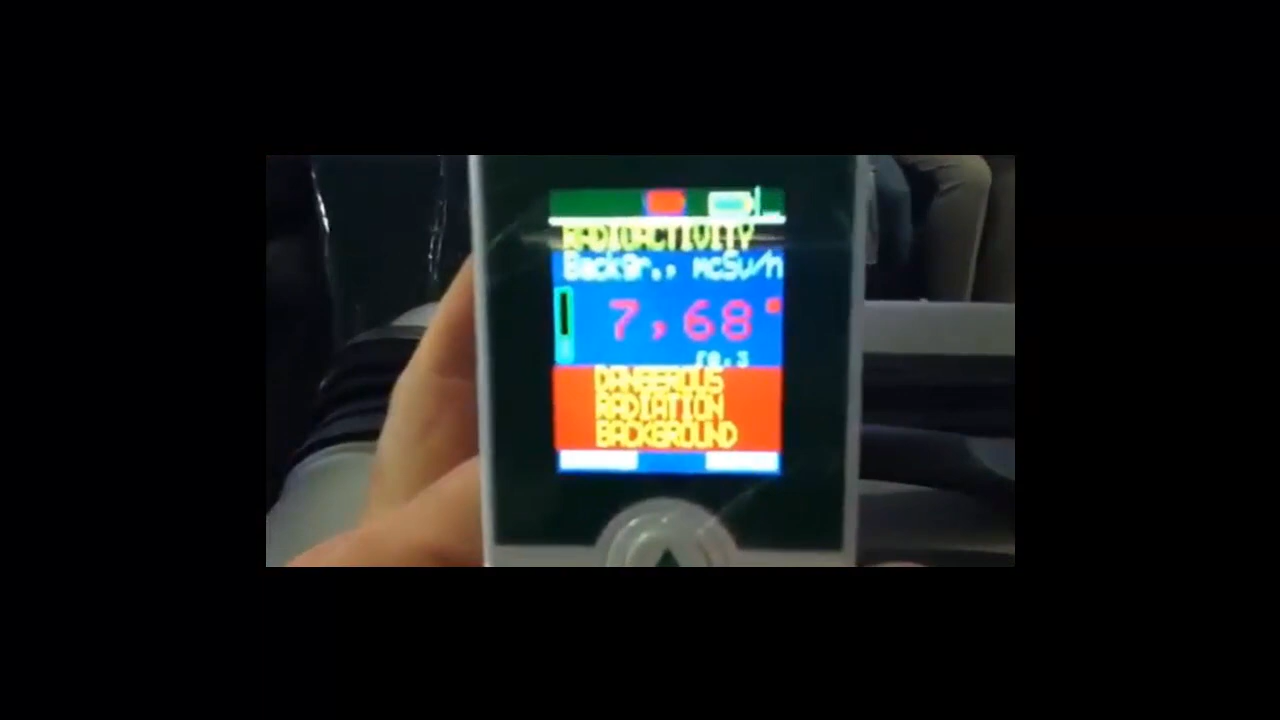 RADIOACTIVITY
Backgr., mcSv/h
7,68
DANGEROUS
RADIATION
BACKGROUND